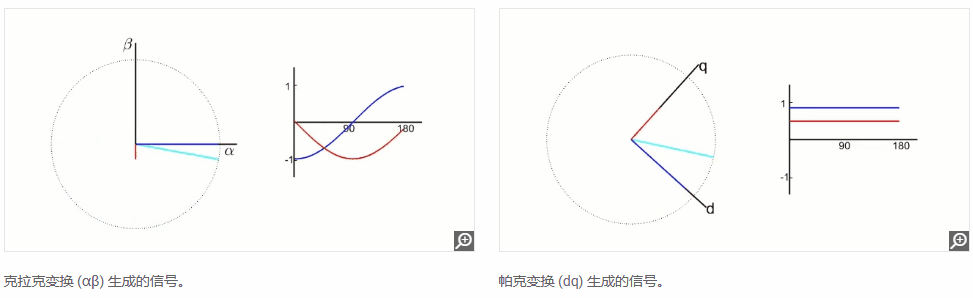 β
α
1
-1
90
180
q
d
1
-1
90
180
克拉克变换 (αβ) 生成的信号。
帕克变换 (dq) 生成的信号。